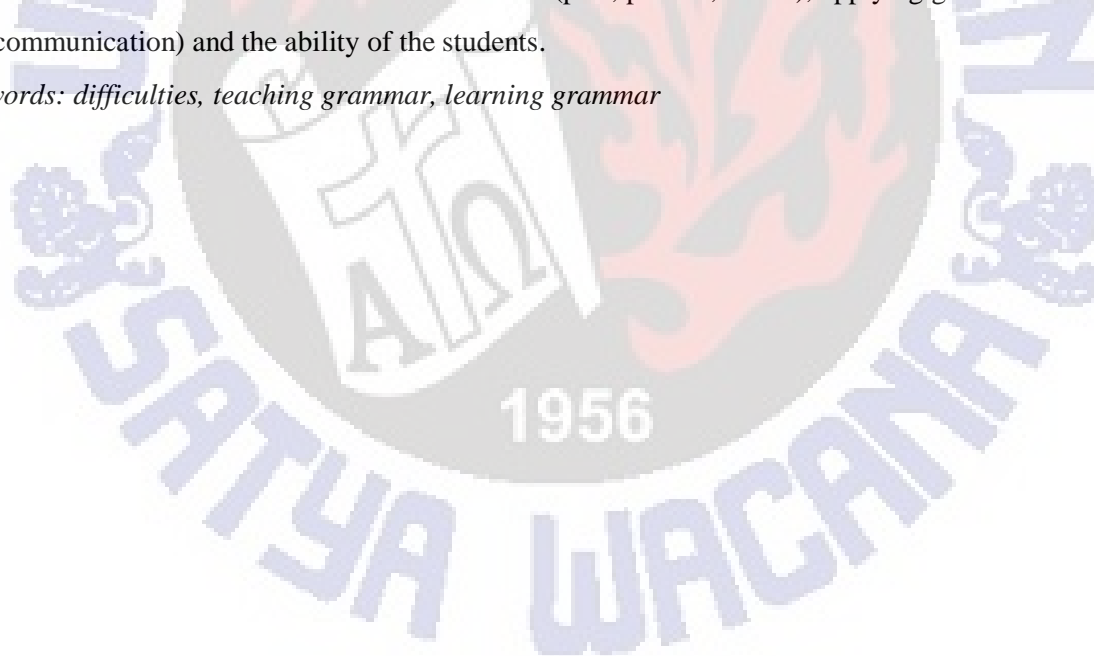 communication) and the ability of the students.
words: difficulties, teaching grammar, learning grammar
Α Ω
1956
SATYA WACANA